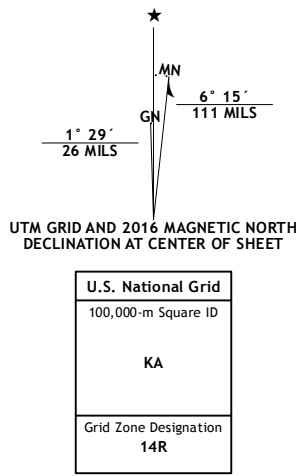 MN
GN
6° 15´
111 MILS
1° 29´
26 MILS
UTM GRID AND 2016 MAGNETIC NORTH
DECLINATION AT CENTER OF SHEET
U.S. National Grid
100,000-m Square ID
KA
Grid Zone Designation
14R